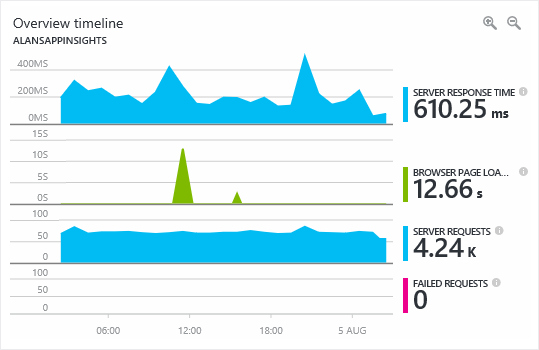 Overview timeline
ALANSAPPINSIGHTS
400MS
200MS
0MS
SERVER RESPONSE TIME
610.25 ms
15S
10S
5S
0S
BROWSER PAGE LOA...
12.66 s
100
50
0
SERVER REQUESTS
4.24 K
100
50
0
FAILED REQUESTS
0
06:00 12:00 18:00 5 AUG